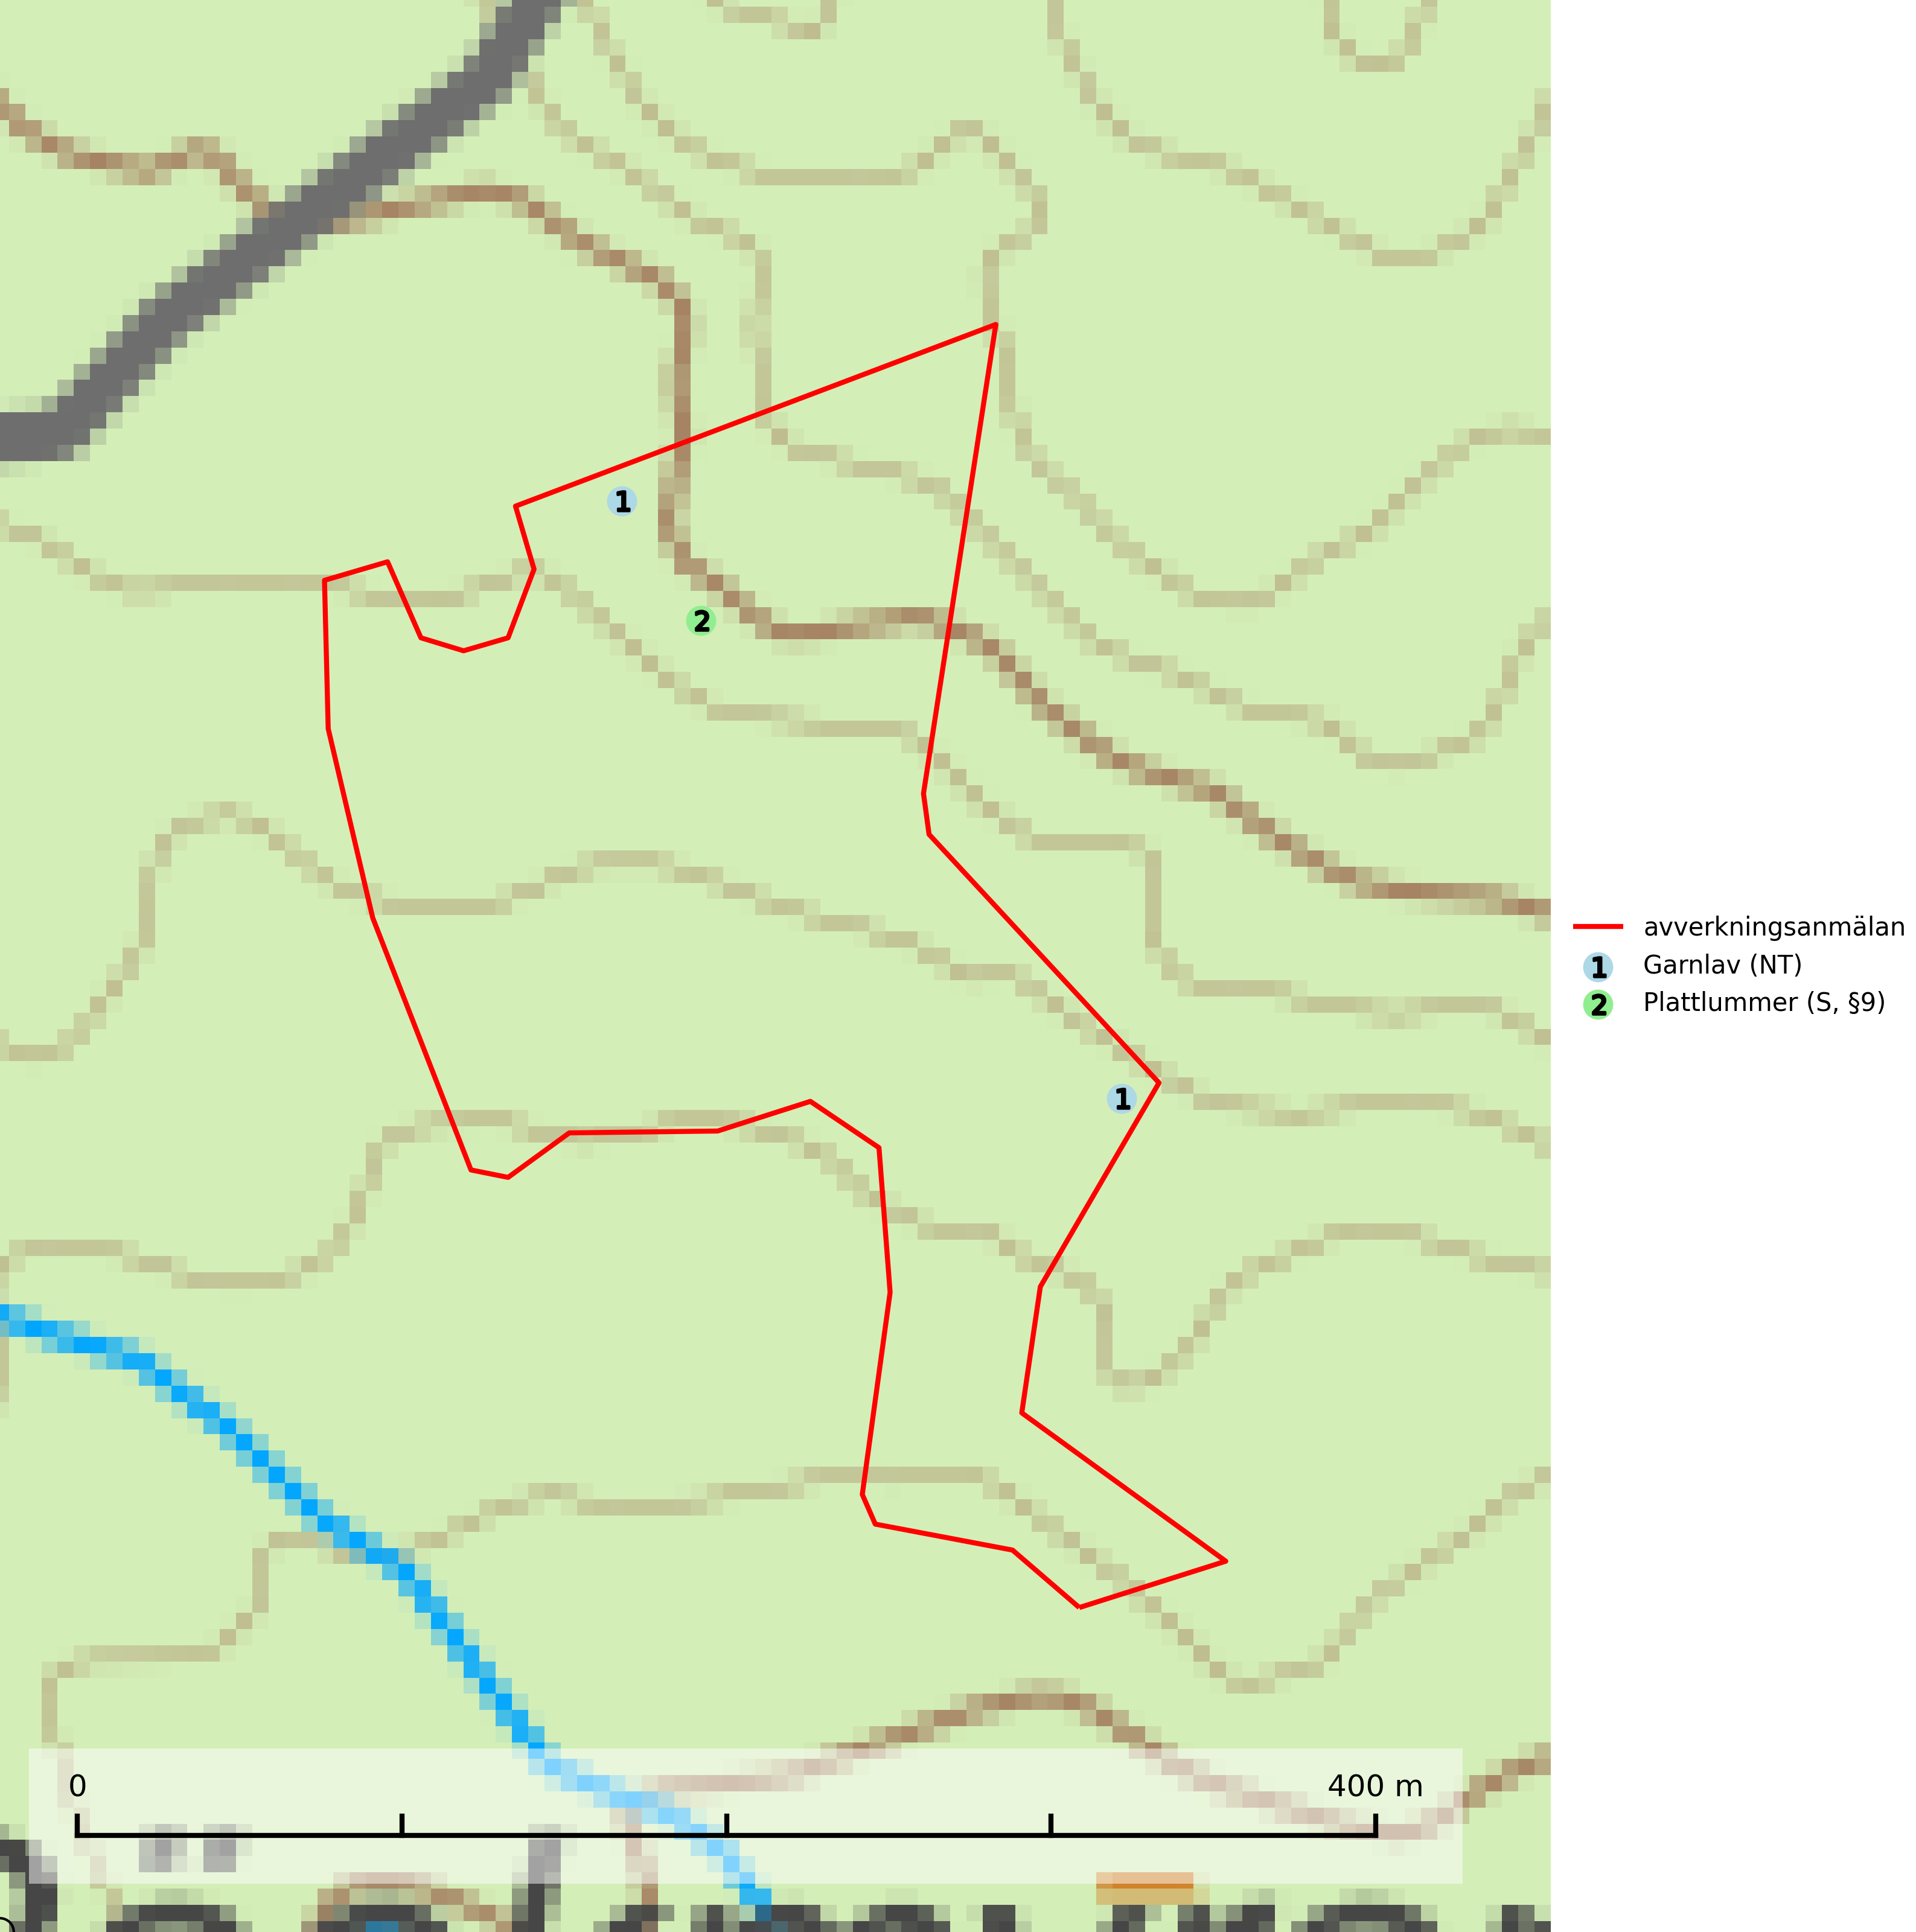 1
2
1
avverkningsanmälan
1 Garnlav (NT)
2 Plattlummer (S, §9)
0 400 m